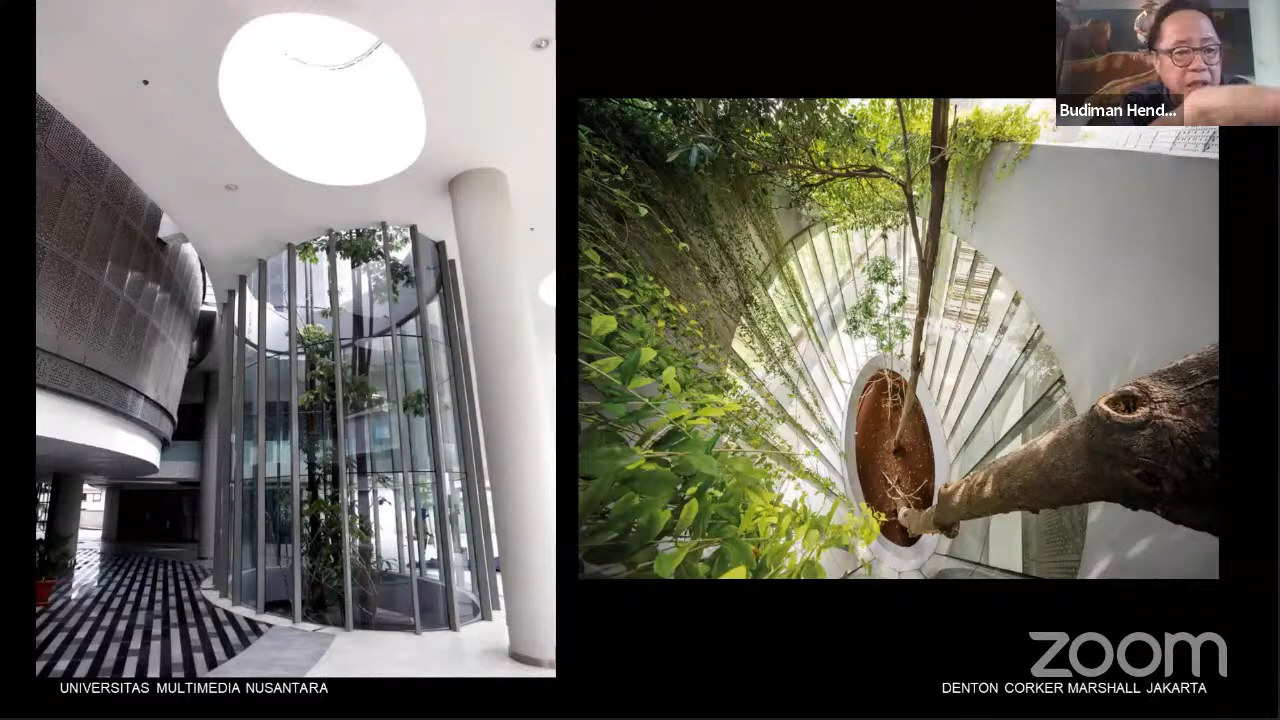 Budiman Hend...
zoom
UNIVERSITAS MULTIMEDIA NUSANTARA
DENTON CORKER MARSHALL JAKARTA